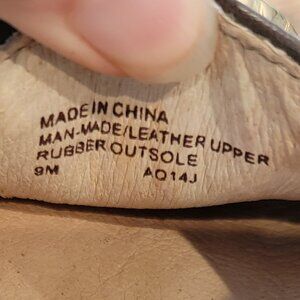 MADE IN CHINA
MAN-MADE/LEATHER UPPER
RUBBER OUTSOLE
9M AO14J